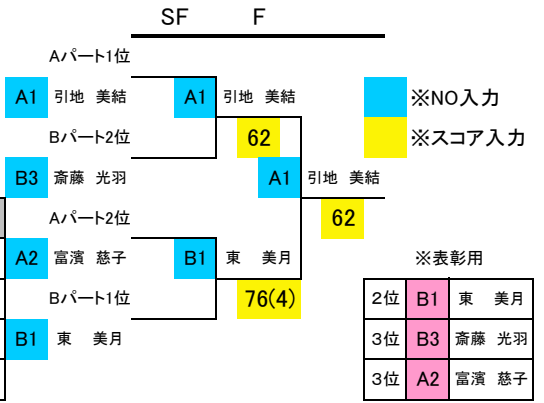 SF F
Aパート1位
A1 引地 美結 A1 引地 美結 ※NO入力
Bパート2位 62 ※スコア入力
B3 斎藤 光羽 A1 引地 美結
Aパート2位 62
A2 富濱 慈子 B1 東 美月 ※表彰用
Bパート1位 76(4) 2位 B1 東 美月
B1 東 美月 3位 B3 斎藤 光羽
3位 A2 富濱 慈子